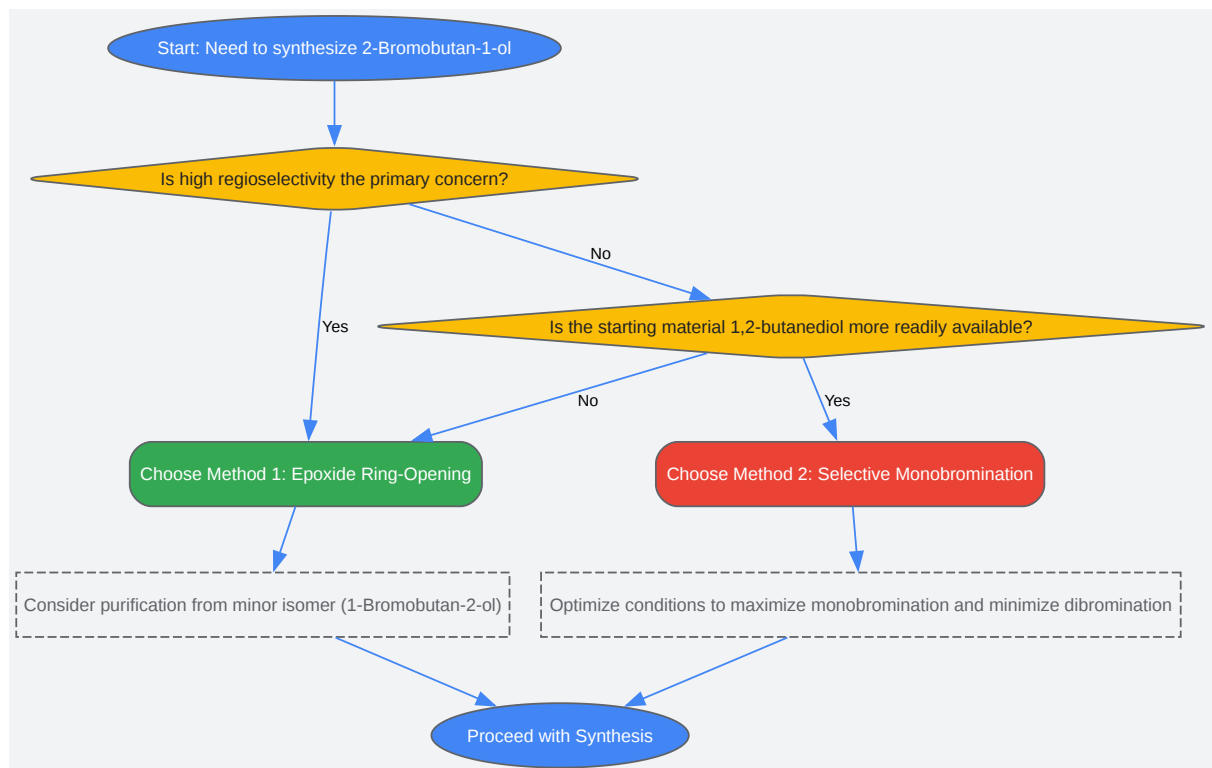 Start: Need to synthesize 2-Bromobutan-1-ol
Is high regioselectivity the primary concern?
No
Yes
Is the starting material 1,2-butanediol more readily available?
No
Yes
Choose Method 1: Epoxide Ring-Opening
Choose Method 2: Selective Monobromination
Consider purification from minor isomer (1-Bromobutan-2-ol)
Optimize conditions to maximize monobromination and minimize dibromination
Proceed with Synthesis